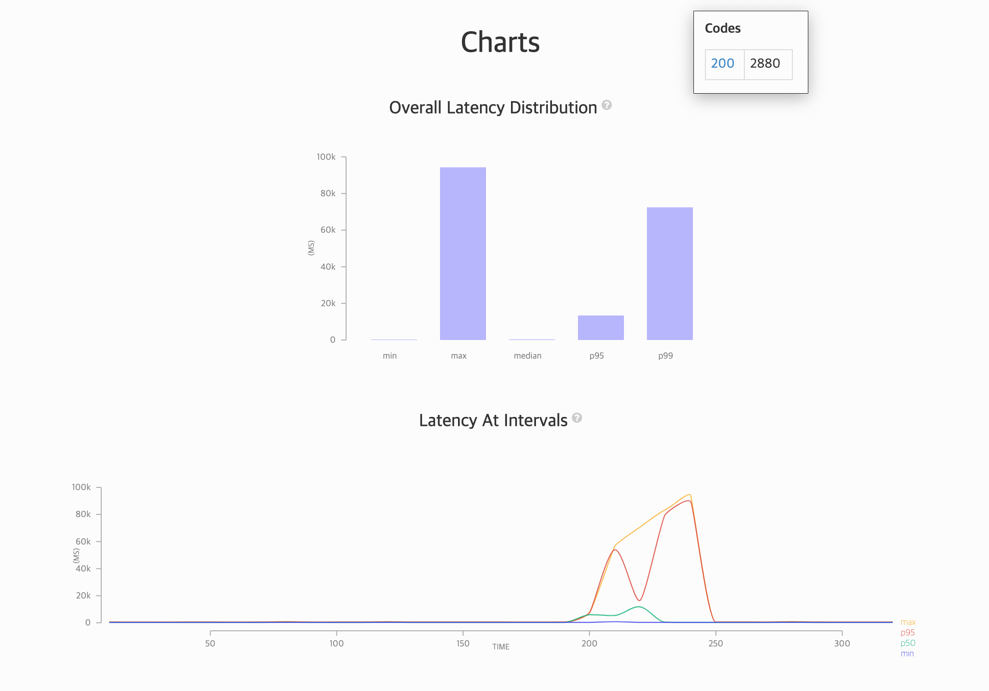 Codes
200 2880
Charts
Overall Latency Distribution ?
100k
80k
60k
40k
20k
0
(MS)
min max median p95 p99
Latency At Intervals ?
100k
80k
60k
40k
20k
0
(MS)
50 100 150 200 250 300
TIME
max
p95
p50
min